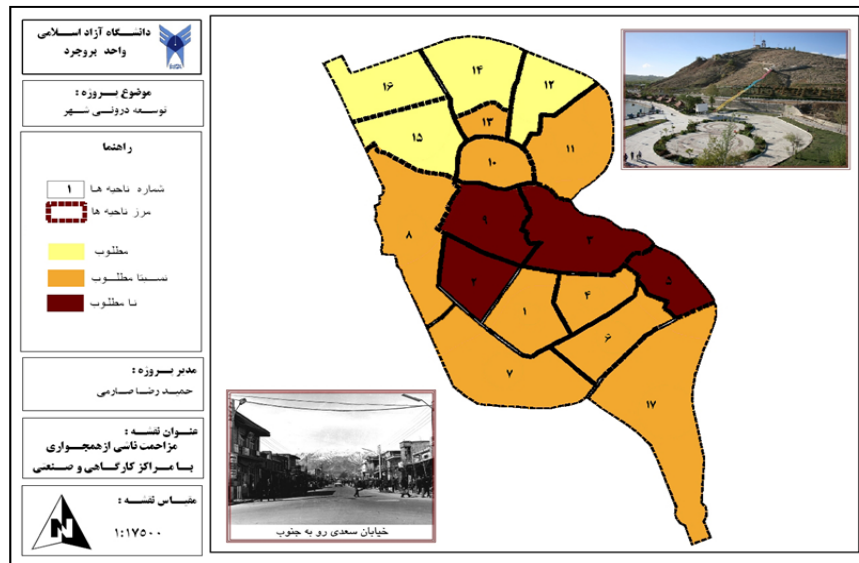 دانشگاه آزاد اسلامی
واحد بروجرد
موضوع پروژه :
توسعه درونی شهر
راهنما
۱
شماره ناحیه ها
مرز ناحیه ها
مطلوب
نسبتا مطلوب
نا مطلوب
مدیر پروژه :
حمید رضا صارمی
عنوان نقشه :
مزاحمت ناشی از همجواری
با مراکز کارگاهی و صنعتی
مقیاس نقشه :
N
۱:۱۷۵۰۰
۱۶
۱۴
۱۲
۱۳
۱۵
۱۱
۱۰
۹
۳
۸
۲
۵
۴
۱
۶
۷
۱۷
خیابان سعدی رو به جنوب